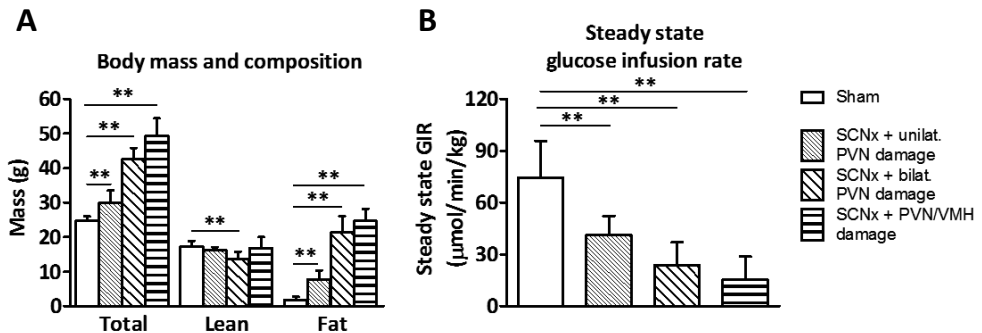 A
Body mass and composition
Mass (g)
60
50
40
30
20
10
0
**
**
**
**
**
**
**
Total
Lean
Fat
B
Steady state
glucose infusion rate
Steady state GIR
(µmol/min/kg)
120
90
60
30
0
**
**
**
Sham
SCNx + unilat.
PVN damage
SCNx + bilat.
PVN damage
SCNx + PVN/VMH
damage